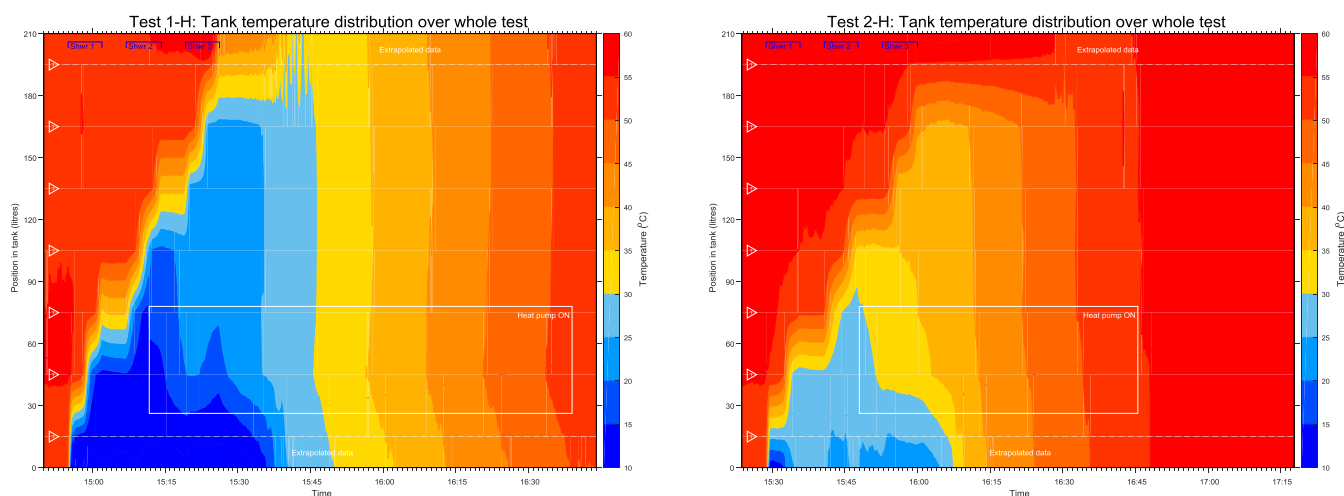 Test 1-H: Tank temperature distribution over whole test
210
180
150
120
90
60
30
0
Position in tank (litres)
Shwr 1
Shwr 2
Shwr 3
Extrapolated data
Heat pump ON
Extrapolated data
15:00
15:15
15:30
15:45
16:00
16:15
16:30
Time
60
55
50
45
40
35
30
25
20
15
10
Temperature (°C)
Test 2-H: Tank temperature distribution over whole test
210
180
150
120
90
60
30
0
Position in tank (litres)
Shwr 1
Shwr 2
Shwr 3
Extrapolated data
Heat pump ON
Extrapolated data
15:30
15:45
16:00
16:15
16:30
16:45
17:00
17:15
Time
60
55
50
45
40
35
30
25
20
15
10
Temperature (°C)